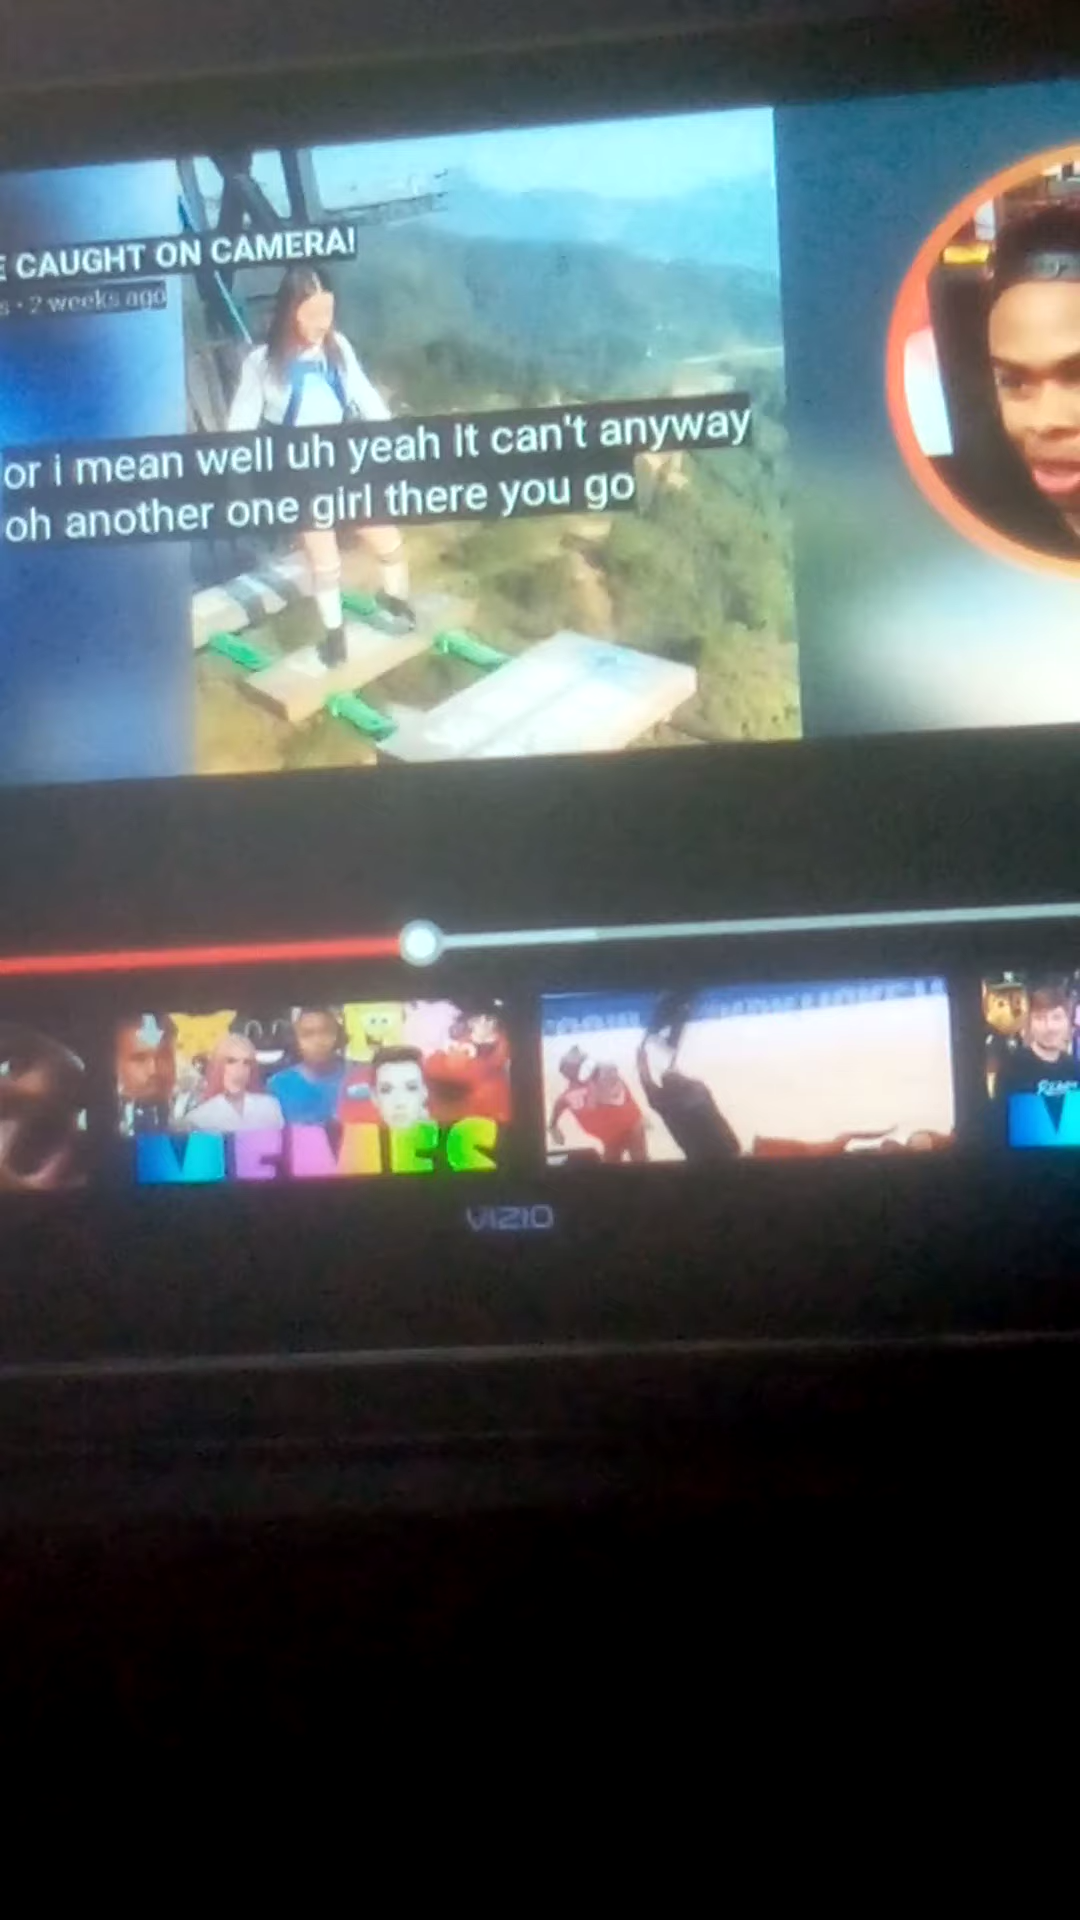 CAUGHT ON CAMERA!
s • 2 weeks ago
or i mean well uh yeah it can't anyway
oh another one girl there you go
MEMES
VIZIO